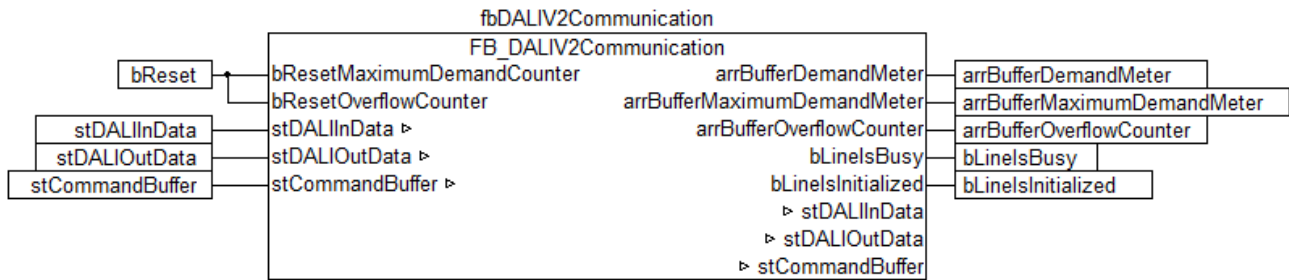 fbDALIV2Communication
FB_DALIV2Communication
bReset bResetMaximumDemandCounter arrBufferDemandMeter arrBufferDemandMeter
bResetOverflowCounter arrBufferMaximumDemandMeter arrBufferMaximumDemandMeter
stDALIInData stDALIInData ▹ arrBufferOverflowCounter arrBufferOverflowCounter
stDALIOutData stDALIOutData ▹ bLineIsBusy bLineIsBusy
stCommandBuffer stCommandBuffer ▹ bLineIsInitialized bLineIsInitialized
▹ stDALIInData
▹ stDALIOutData
▹ stCommandBuffer